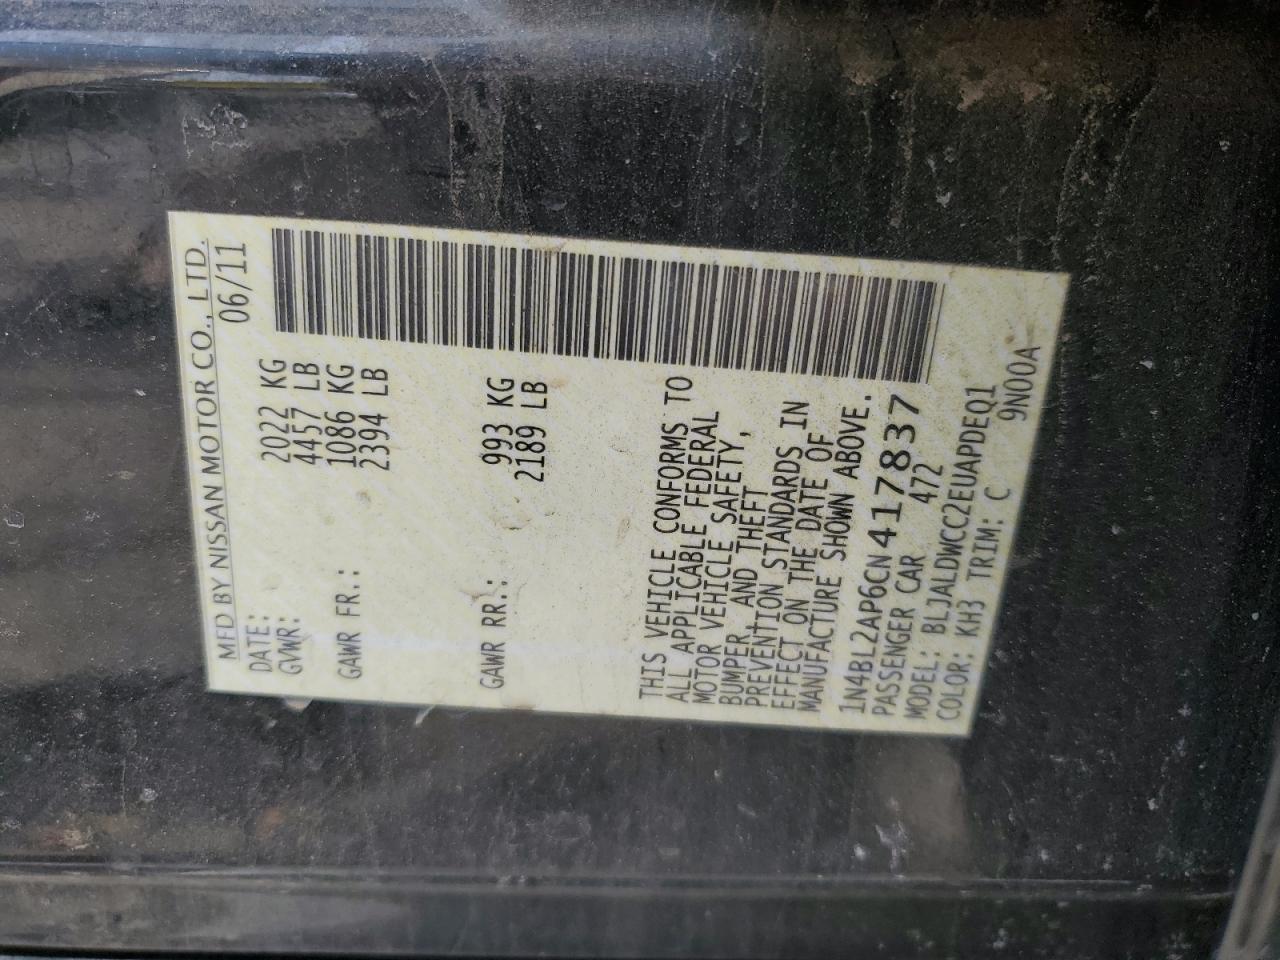 MFD BY NISSAN MOTOR CO., LTD.
DATE: 06/11
GVWR: 2022 KG
4457 LB
GAWR FR.: 1086 KG
2394 LB
GAWR RR.: 993 KG
2189 LB
THIS VEHICLE CONFORMS TO
ALL APPLICABLE FEDERAL
MOTOR VEHICLE SAFETY,
BUMPER, AND THEFT
PREVENTION STANDARDS IN
EFFECT ON THE DATE OF
MANUFACTURE SHOWN ABOVE.
1N4BL2AP6CN417837
PASSENGER CAR 472
MODEL: BLJALDWCC2EUAPDEQ1
COLOR: KH3 TRIM: C 9N00A